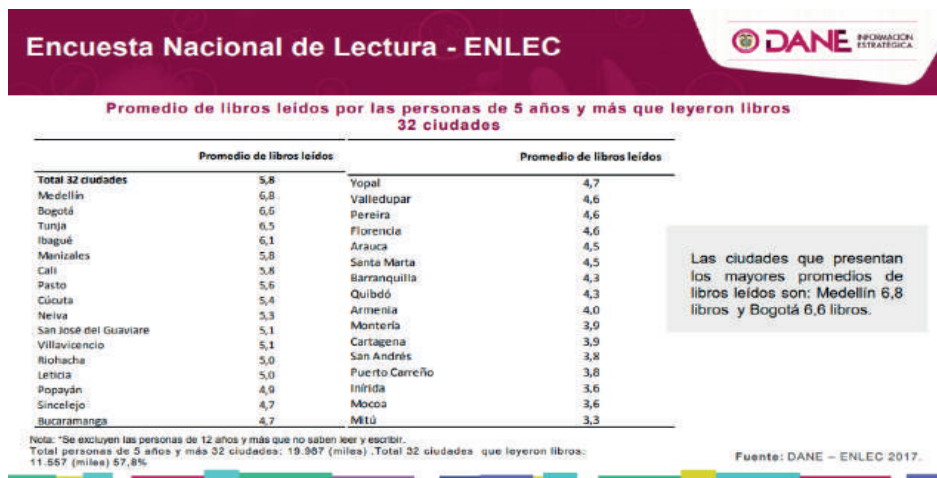 Encuesta Nacional de Lectura - ENLEC
DANE INFORMACIÓN
ESTRATÉGICA
Promedio de libros leídos por las personas de 5 años y más que leyeron libros
32 ciudades
Promedio de libros leídos
Total 32 ciudades 5,8
Medellín 6,8
Bogotá 6,6
Tunja 6,5
Ibagué 6,1
Manizales 5,8
Cali 5,8
Pasto 5,6
Cúcuta 5,4
Neiva 5,3
San José del Guaviare 5,1
Villavicencio 5,1
Riohacha 5,0
Leticia 5,0
Popayán 4,9
Sincelejo 4,7
Bucaramanga 4,7
Promedio de libros leídos
Yopal 4,7
Valledupar 4,6
Pereira 4,6
Florencia 4,6
Arauca 4,5
Santa Marta 4,5
Barranquilla 4,3
Quibdó 4,3
Armenia 4,0
Montería 3,9
Cartagena 3,9
San Andrés 3,8
Puerto Carreño 3,8
Inírida 3,6
Mocoa 3,6
Mitú 3,3
Las ciudades que presentan
los mayores promedios de
libros leídos son: Medellín 6,8
libros y Bogotá 6,6 libros.
Nota: *Se excluyen las personas de 12 años y más que no saben leer y escribir.
Total personas de 5 años y más 32 ciudades: 19.987 (miles) .Total 32 ciudades que leyeron libros:
11.557 (miles) 57,8%
Fuente: DANE – ENLEC 2017.